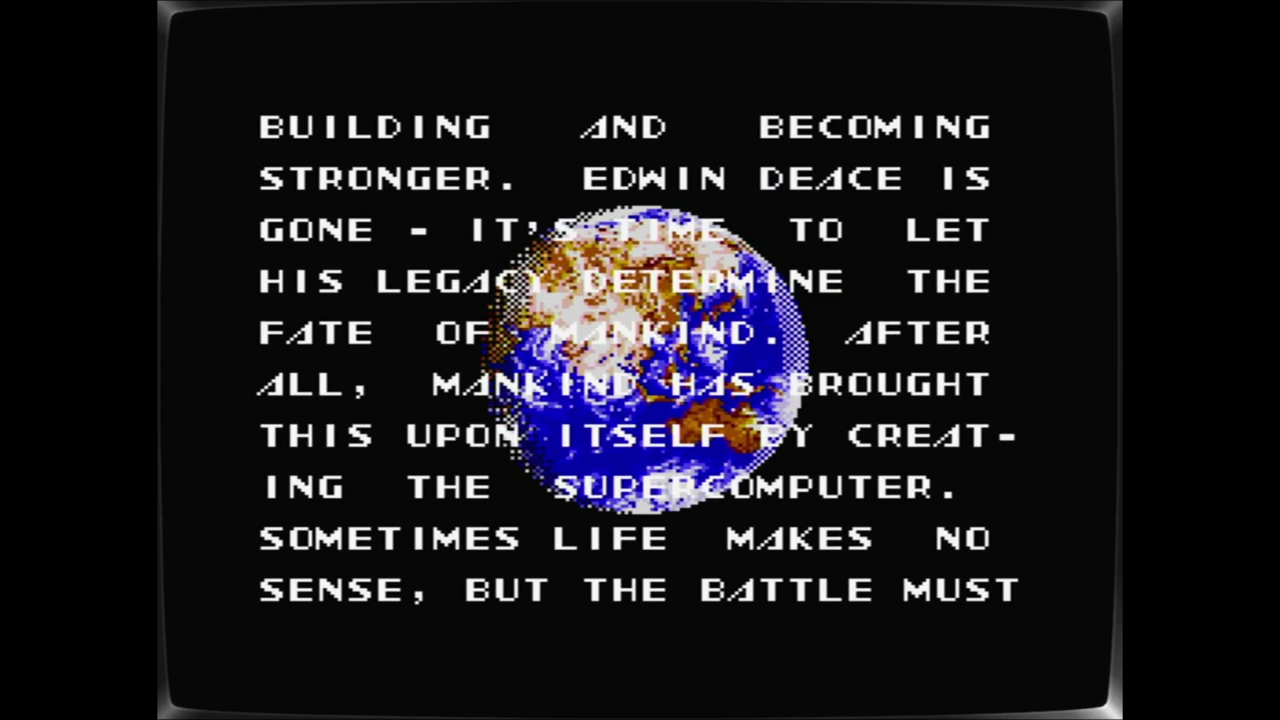 BUILDING AND BECOMING
STRONGER. EDWIN DEACE IS
GONE - IT'S TIME TO LET
HIS LEGACY DETERMINE THE
FATE OF MANKIND. AFTER
ALL, MANKIND HAS BROUGHT
THIS UPON ITSELF BY CREAT-
ING THE SUPERCOMPUTER.
SOMETIMES LIFE MAKES NO
SENSE, BUT THE BATTLE MUST